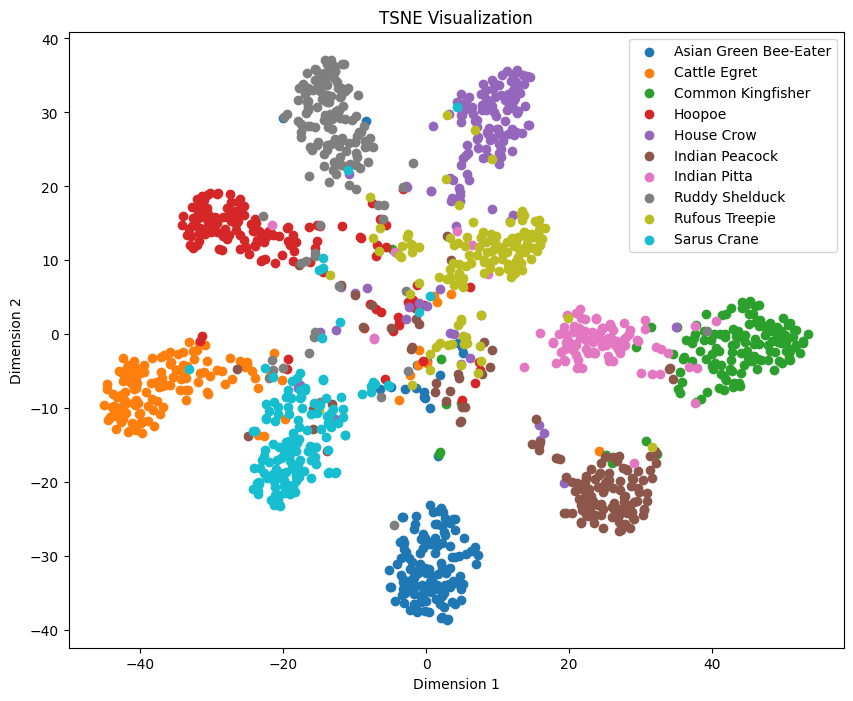 TSNE Visualization
Asian Green Bee-Eater
Cattle Egret
Common Kingfisher
Hoopoe
House Crow
Indian Peacock
Indian Pitta
Ruddy Shelduck
Rufous Treepie
Sarus Crane
40
30
20
10
0
−10
−20
−30
−40
Dimension 2
−40 −20 0 20 40
Dimension 1